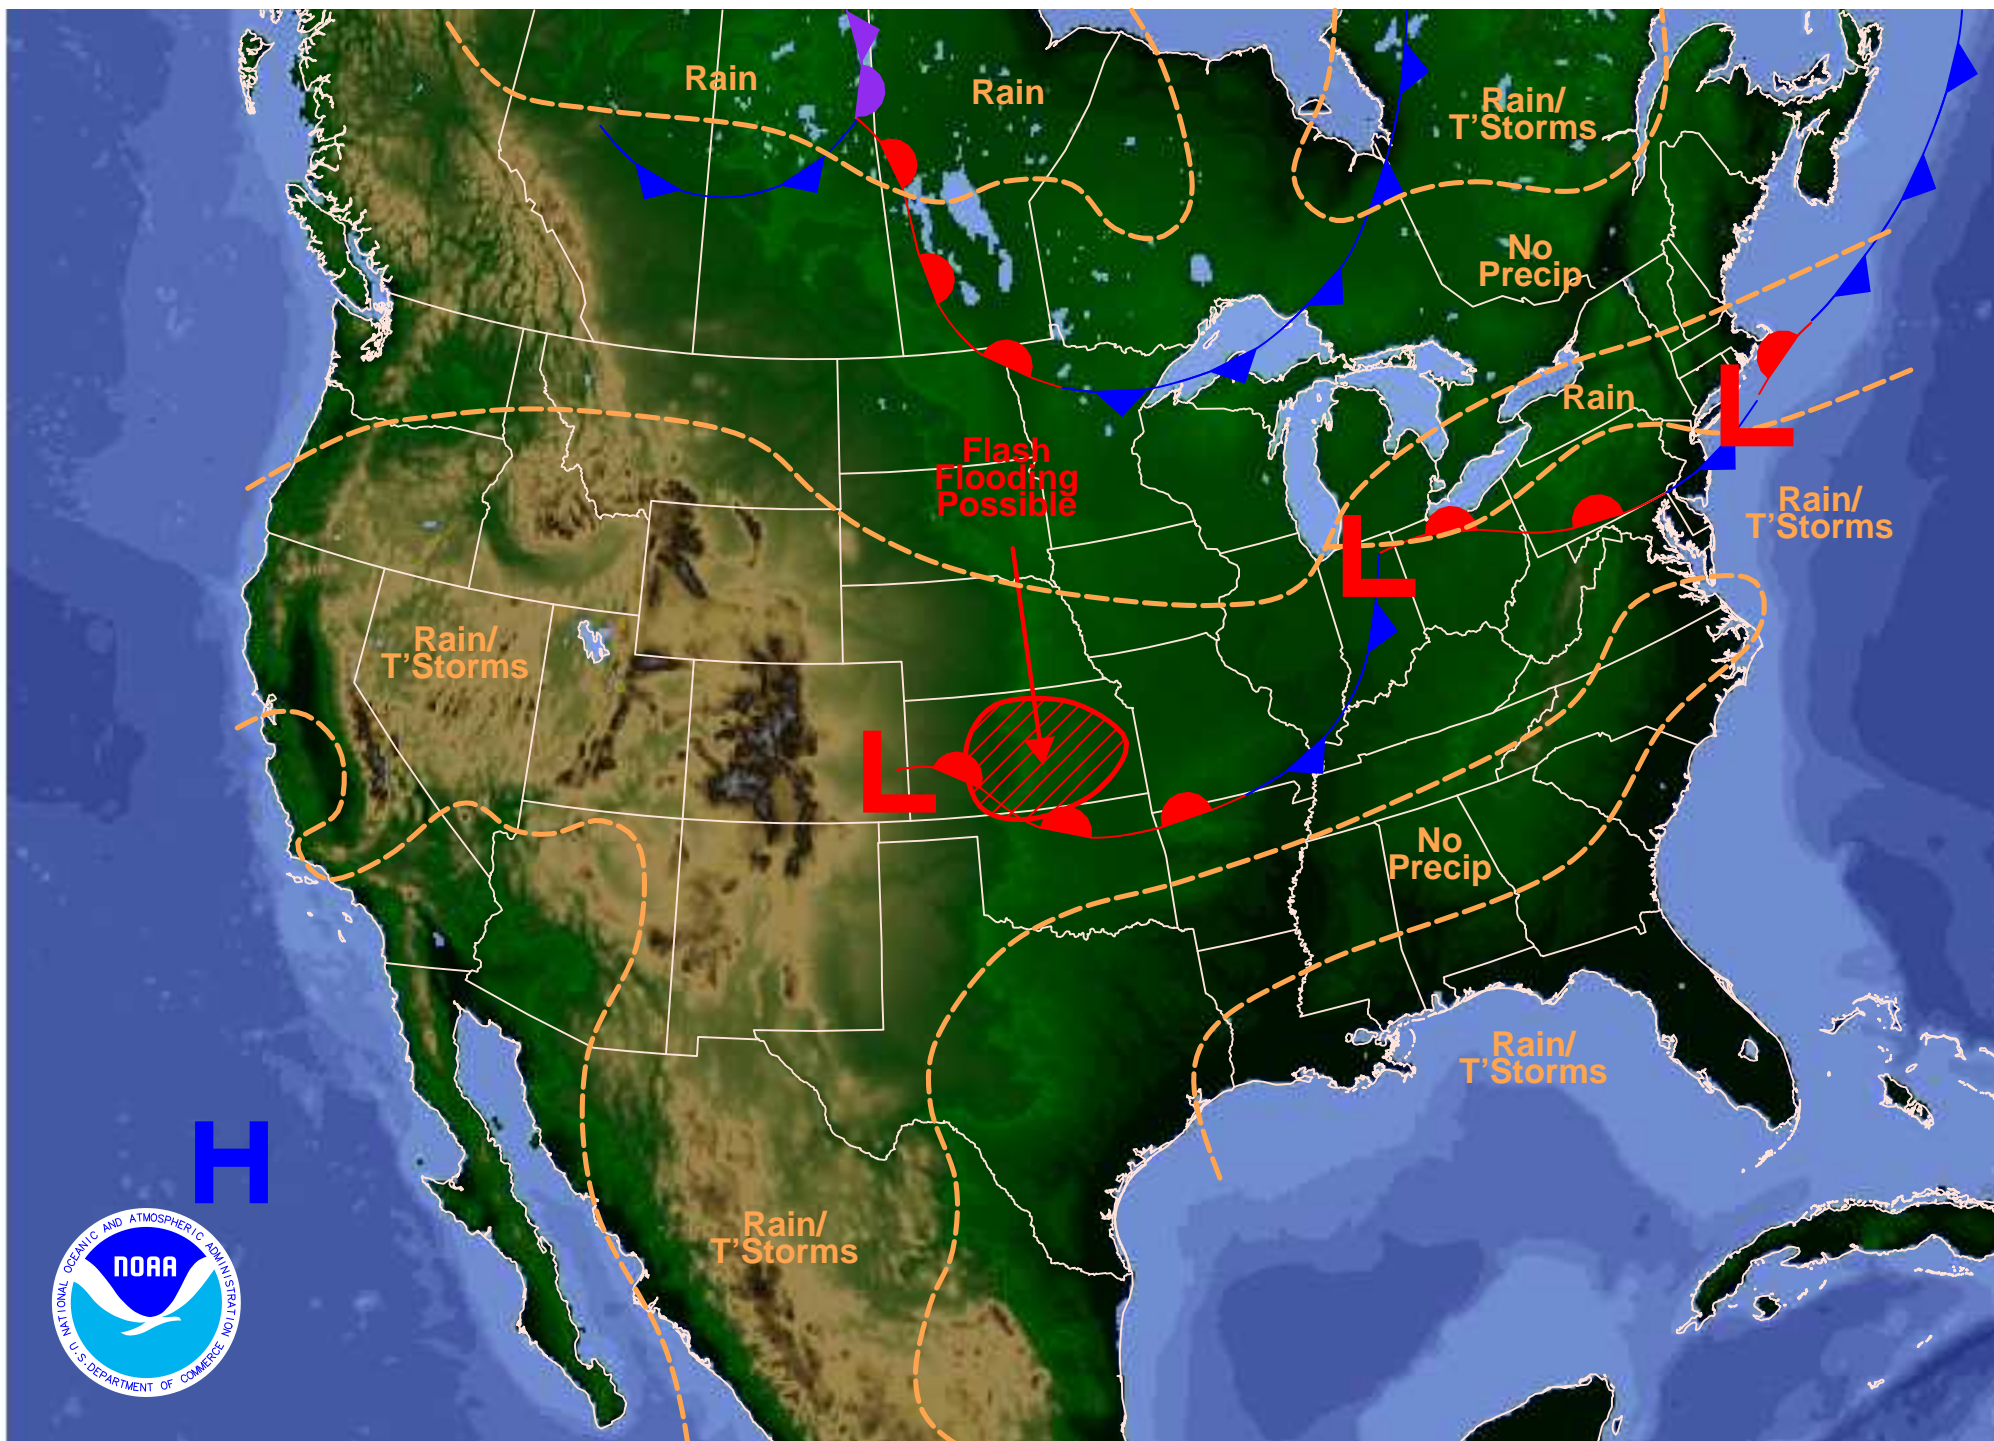 Rain
Rain
Rain/
T'Storms
No
Precip
Rain
Flash
Flooding
Possible
Rain/
T'Storms
Rain/
T'Storms
L
L
L
No
Precip
Rain/
T'Storms
H
Rain/
T'Storms
NATIONAL OCEANIC AND ATMOSPHERIC ADMINISTRATION
NOAA
U.S. DEPARTMENT OF COMMERCE